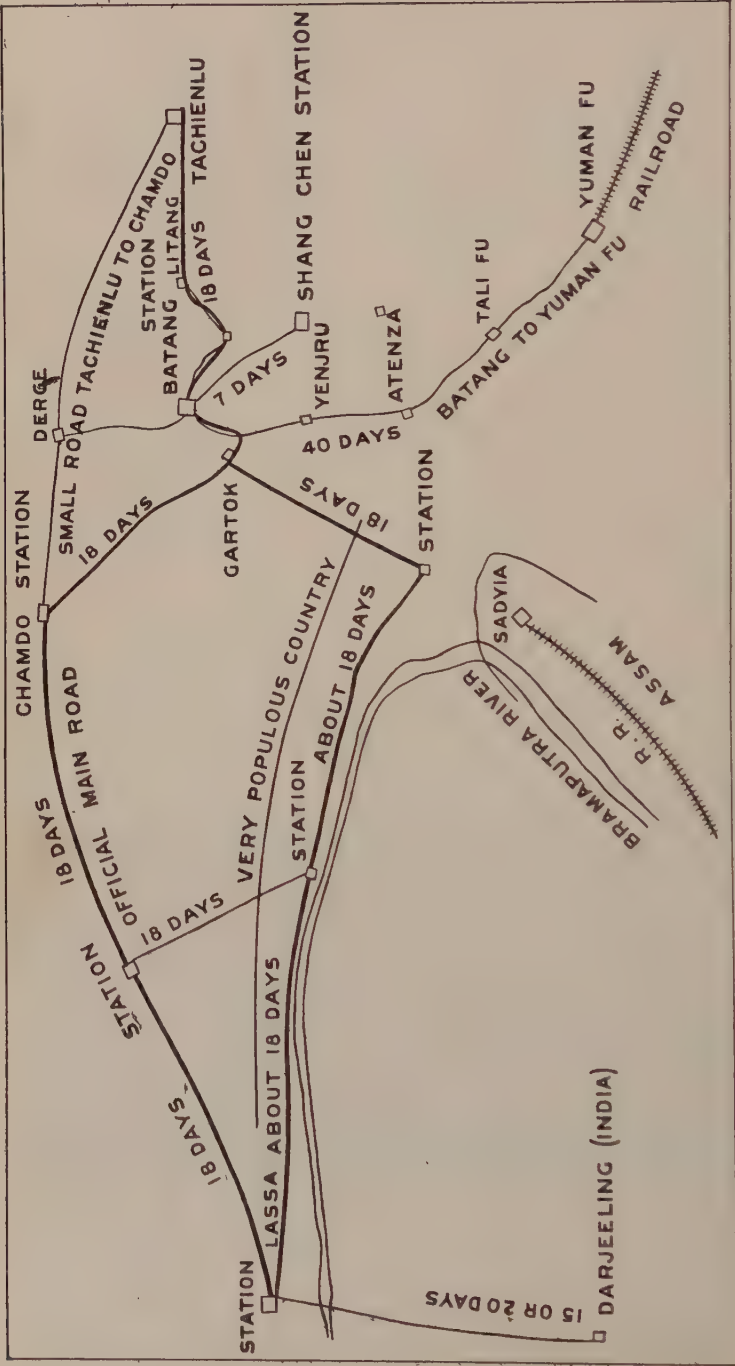 TACHIENLU
SHANG CHEN STATION
YUMAN FU
RAILROAD
SMALL ROAD TACHIENLU TO CHAMDO
STATION
BATANG LITANG
18 DAYS
7 DAYS
DERGE
YENJRU
ATENZA
TALI FU
BATANG TO YUMAN FU
40 DAYS
CHAMDO STATION
18 DAYS
GARTOK
18 DAYS
STATION
VERY POPULOUS COUNTRY
ABOUT 18 DAYS
SADYIA
ASSAM
R. R.
BRAMAPUTRA RIVER
18 DAYS
OFFICIAL MAIN ROAD
STATION
18 DAYS
STATION
18 DAYS
LASSA ABOUT 18 DAYS
STATION
15 OR 20 DAYS
DARJEELING (INDIA)